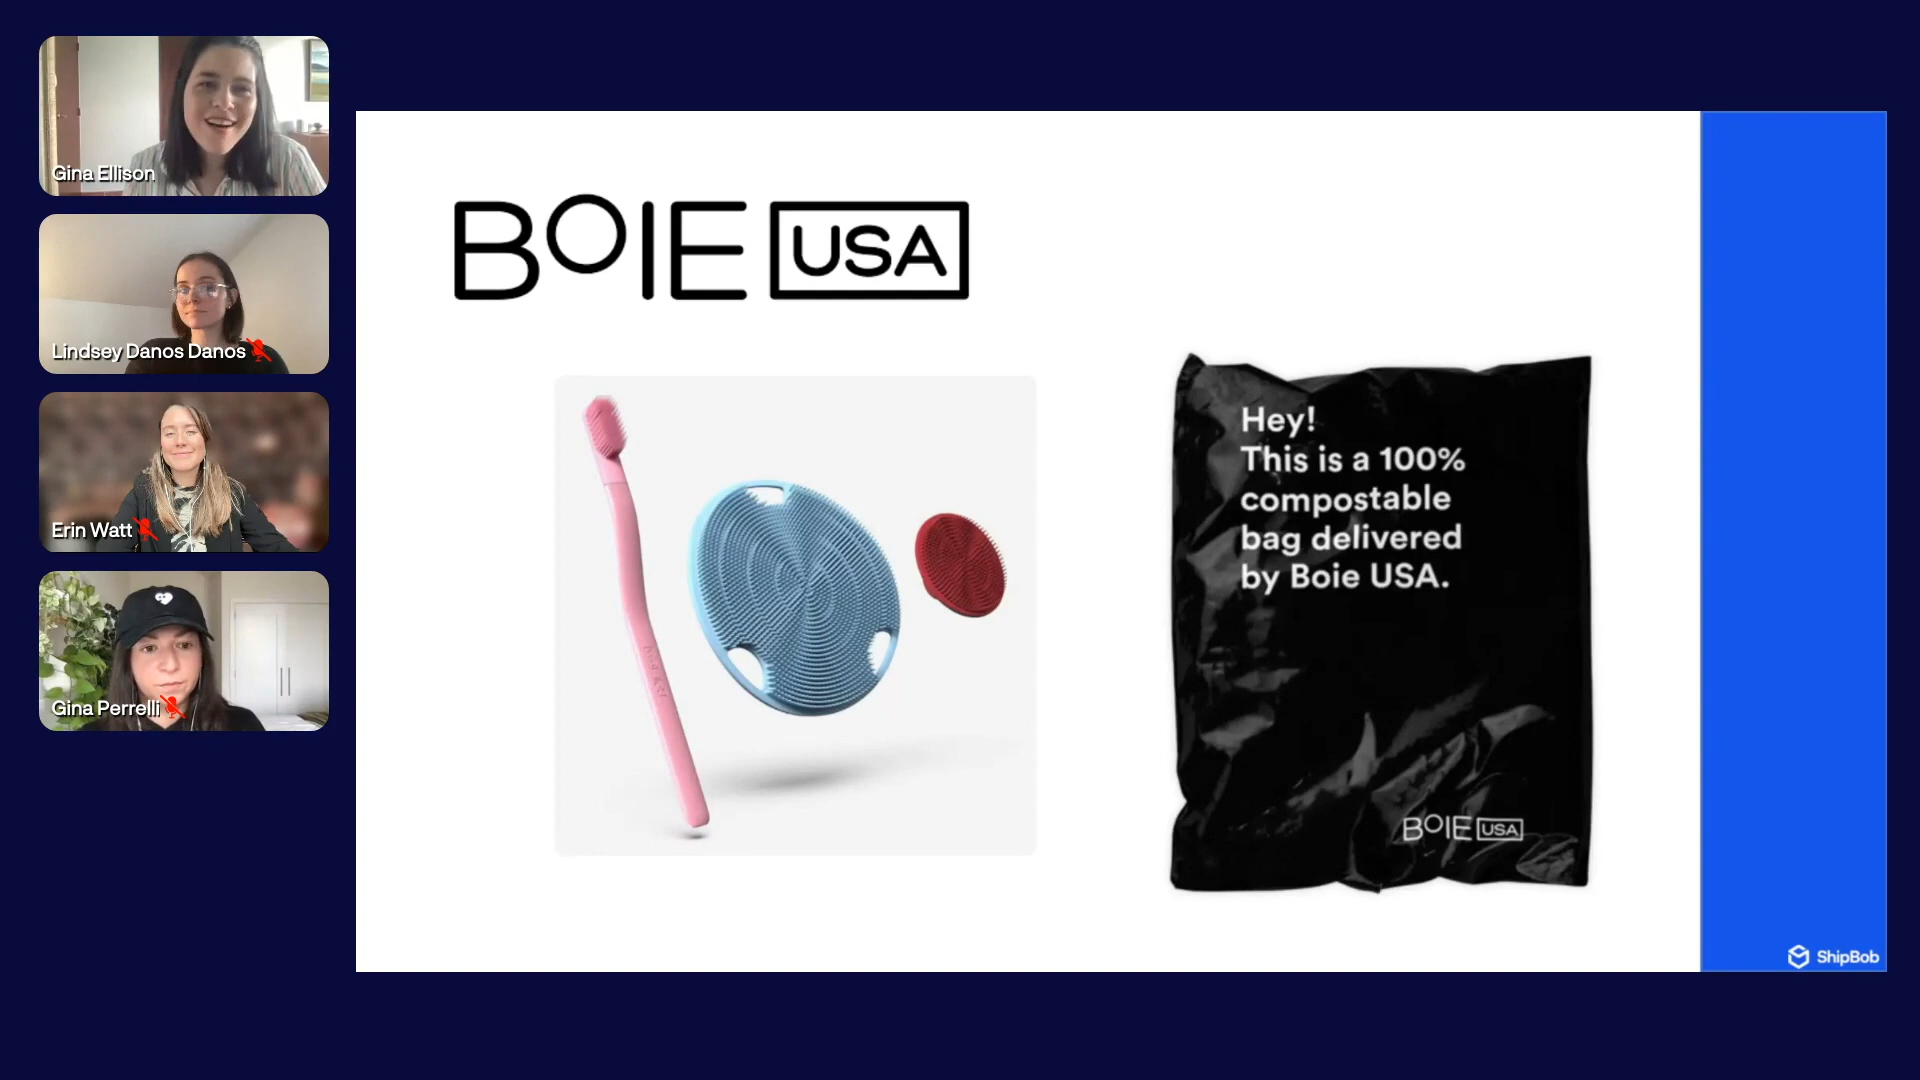 Gina Ellison
Lindsey Danos Danos
Erin Watt
Gina Perrelli
BOIE USA
Hey!
This is a 100%
compostable
bag delivered
by Boie USA.
BOIE USA
ShipBob